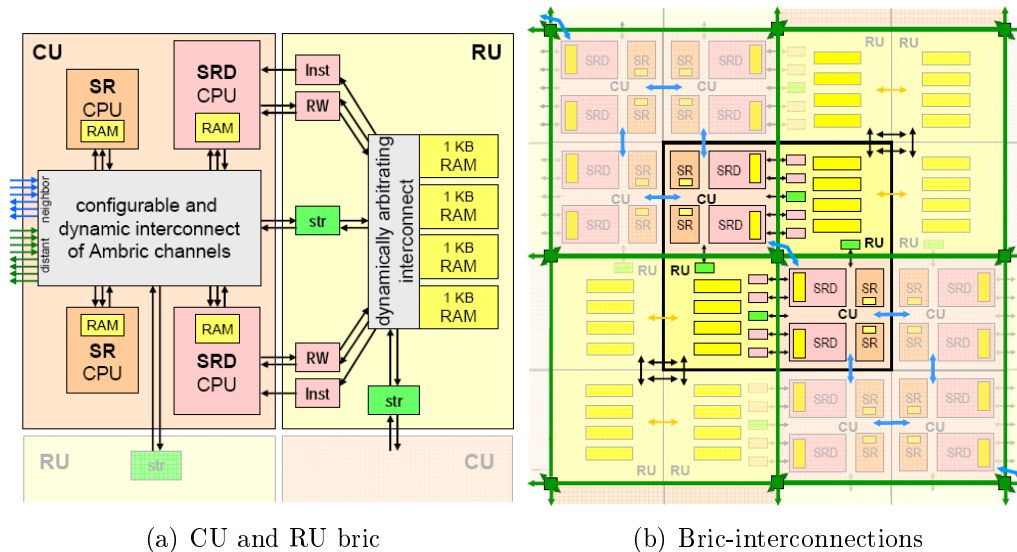 CU
RU
SR
CPU
RAM
SRD
CPU
RAM
Inst
RW
1 KB
RAM
1 KB
RAM
1 KB
RAM
1 KB
RAM
neighbor
distant
configurable and
dynamic interconnect
of Ambric channels
str
dynamically arbitrating
interconnect
RAM
SR
CPU
RAM
SRD
CPU
RW
Inst
str
RU
str
CU
(a) CU and RU bric
SRD
SR
SR
SRD
RU
RU
CU
CU
SRD
SR
SR
SRD
SRD
SR
SR
SRD
CU
CU
SRD
SR
SR
SRD
RU
RU
RU
RU
SRD
SR
SR
SRD
CU
CU
SRD
SR
SR
SRD
SRD
SR
SR
SRD
CU
CU
SRD
SR
SR
SRD
RU
RU
(b) Bric-interconnections